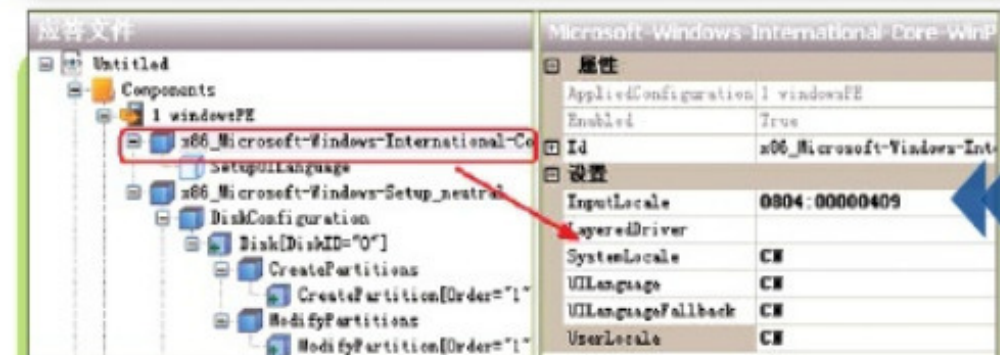 应答文件
Untitled
Components
1 windowsPE
x86_Microsoft-Windows-International-Co
SetupUILanguage
x86_Microsoft-Windows-Setup_neutral
DiskConfiguration
Disk[DiskID="0"]
CreatePartitions
CreatePartition[Order="1"
ModifyPartitions
ModifyPartition[Order="1"
Microsoft-Windows-International-Core-WinP
属性
AppliedConfiguration 1 windowsPE
Enabled True
Id x86_Microsoft-Windows-Int
设置
InputLocale 0804:00000409
LayeredDriver
SystemLocale CN
UILanguage CN
UILanguageFallback CN
UserLocale CN